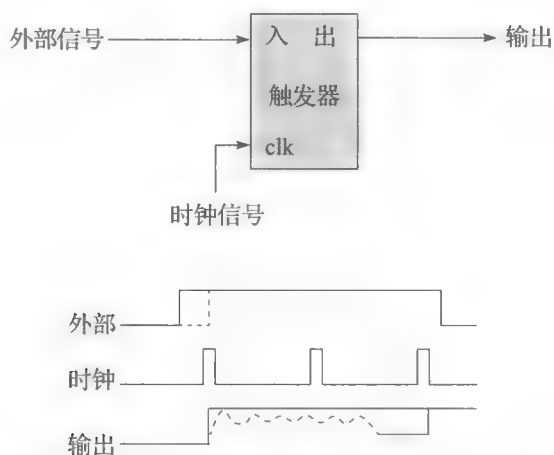 外部信号
入 出
输出
触发器
clk
时钟信号
外部
时钟
输出